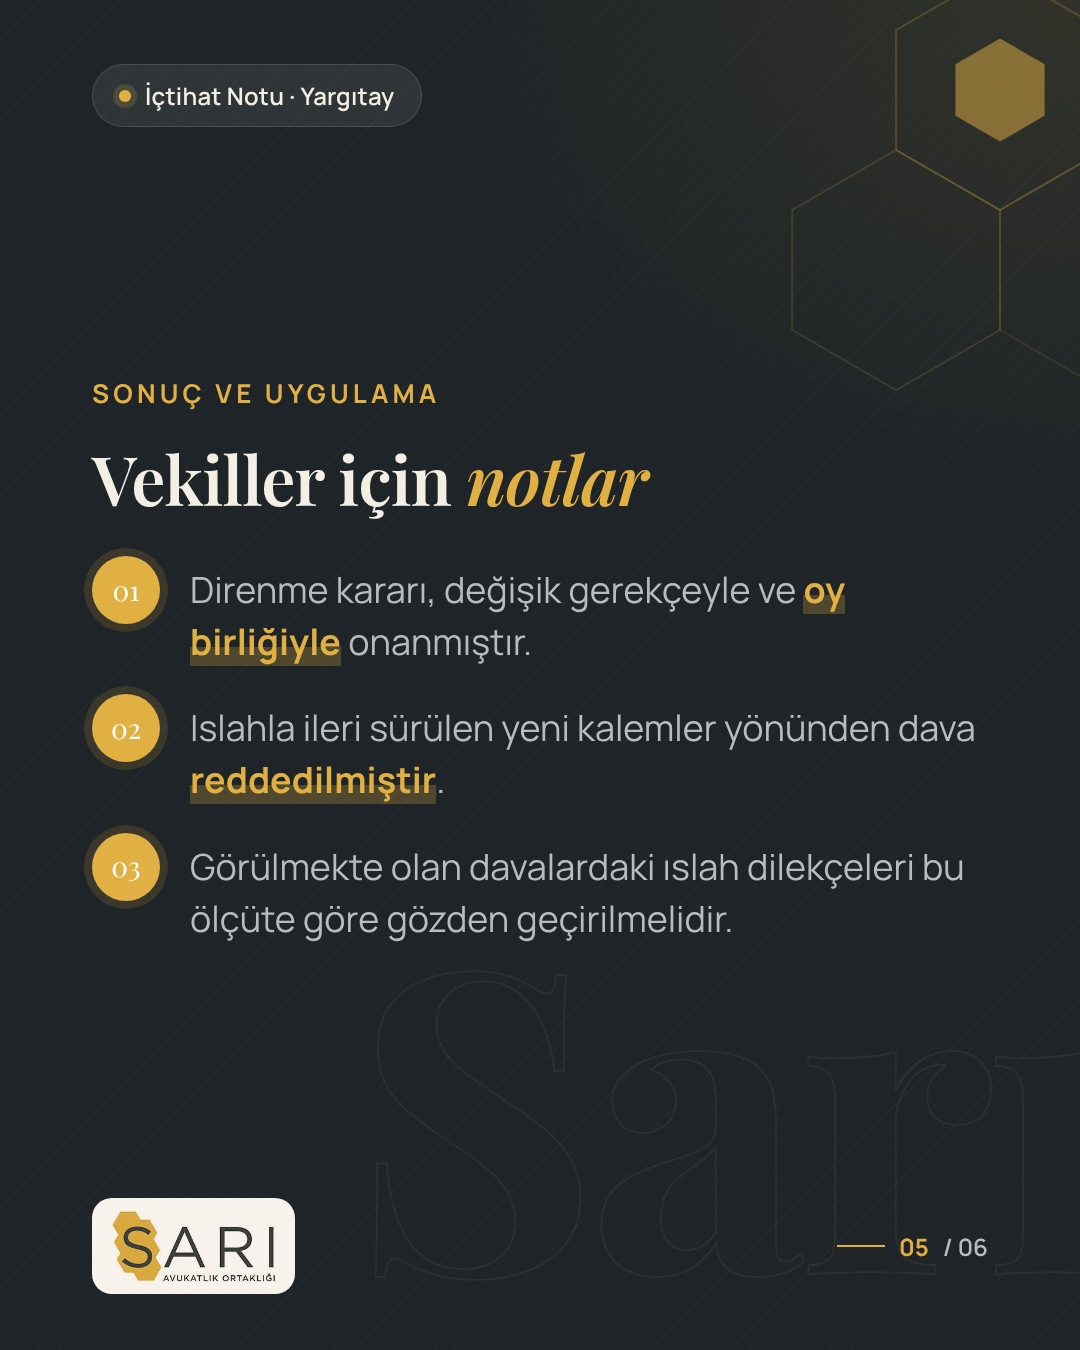 İçtihat Notu · Yargıtay
SONUÇ VE UYGULAMA
Vekiller için notlar
01
Direnme kararı, değişik gerekçeyle ve oy
birliğiyle onanmıştır.
02
Islahla ileri sürülen yeni kalemler yönünden dava
reddedilmiştir.
03
Görülmekte olan davalardaki ıslah dilekçeleri bu
ölçüte göre gözden geçirilmelidir.
Sarı
SARI
AVUKATLIK ORTAKLIĞI
05 / 06